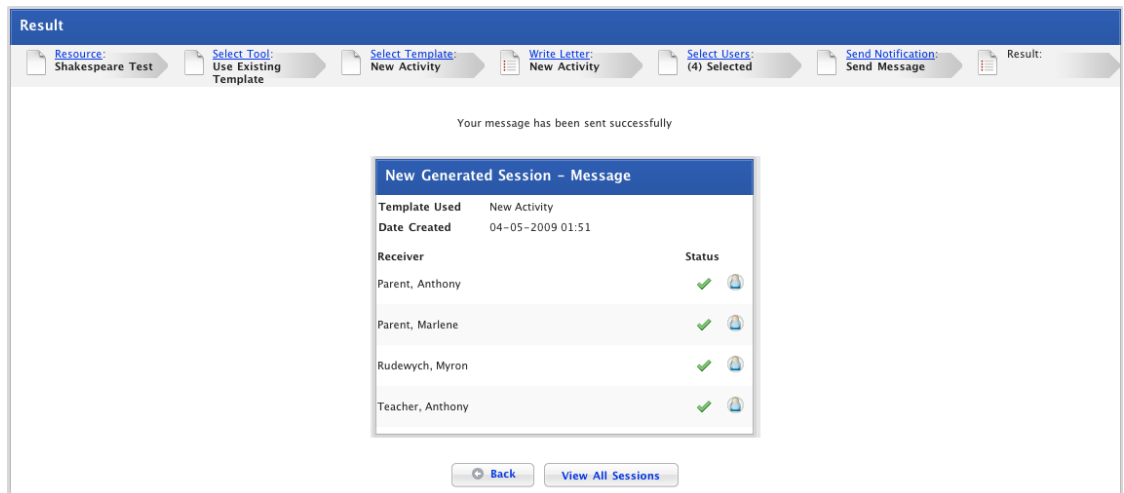 Result
Resource: Select Tool: Select Template: Write Letter: Select Users: Send Notification: Result:
Shakespeare Test Use Existing New Activity New Activity (4) Selected Send Message
Template
Your message has been sent successfully
New Generated Session – Message
Template Used New Activity
Date Created 04-05-2009 01:51
Receiver Status
Parent, Anthony
Parent, Marlene
Rudewych, Myron
Teacher, Anthony
Back View All Sessions